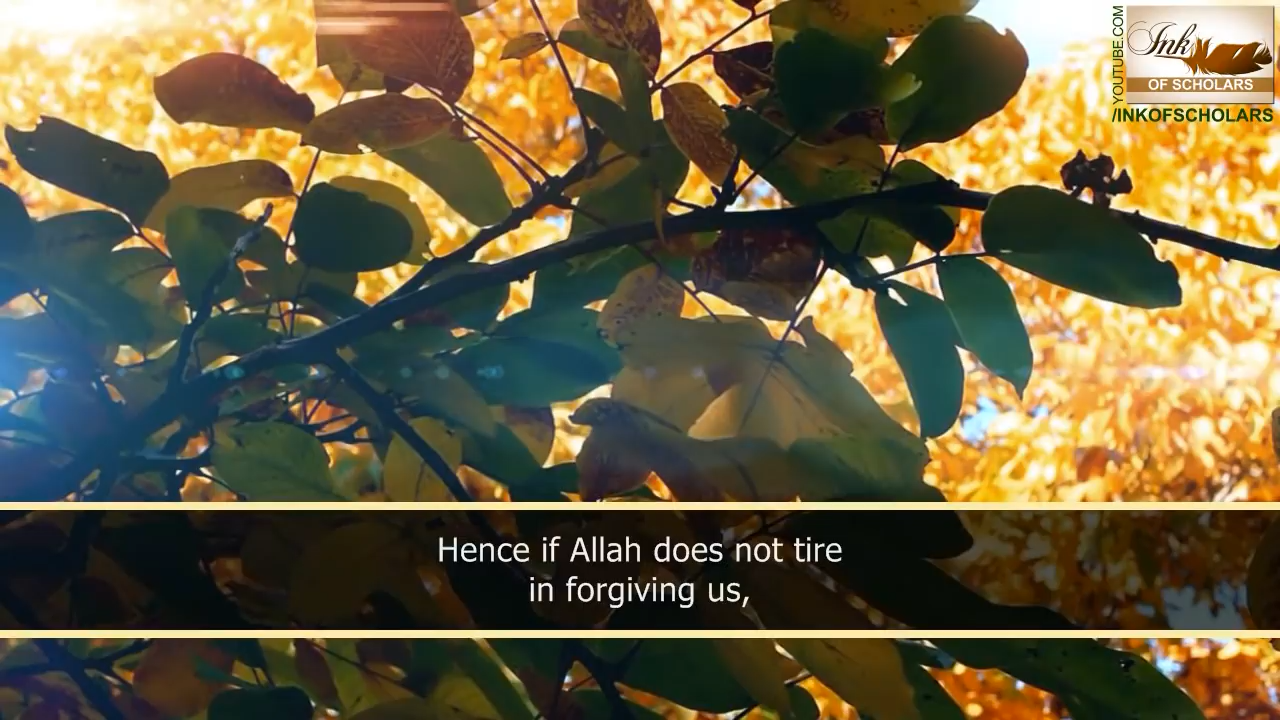 YOUTUBE.COM
Ink
OF SCHOLARS
/INKOFSCHOLARS
Hence if Allah does not tire
in forgiving us,